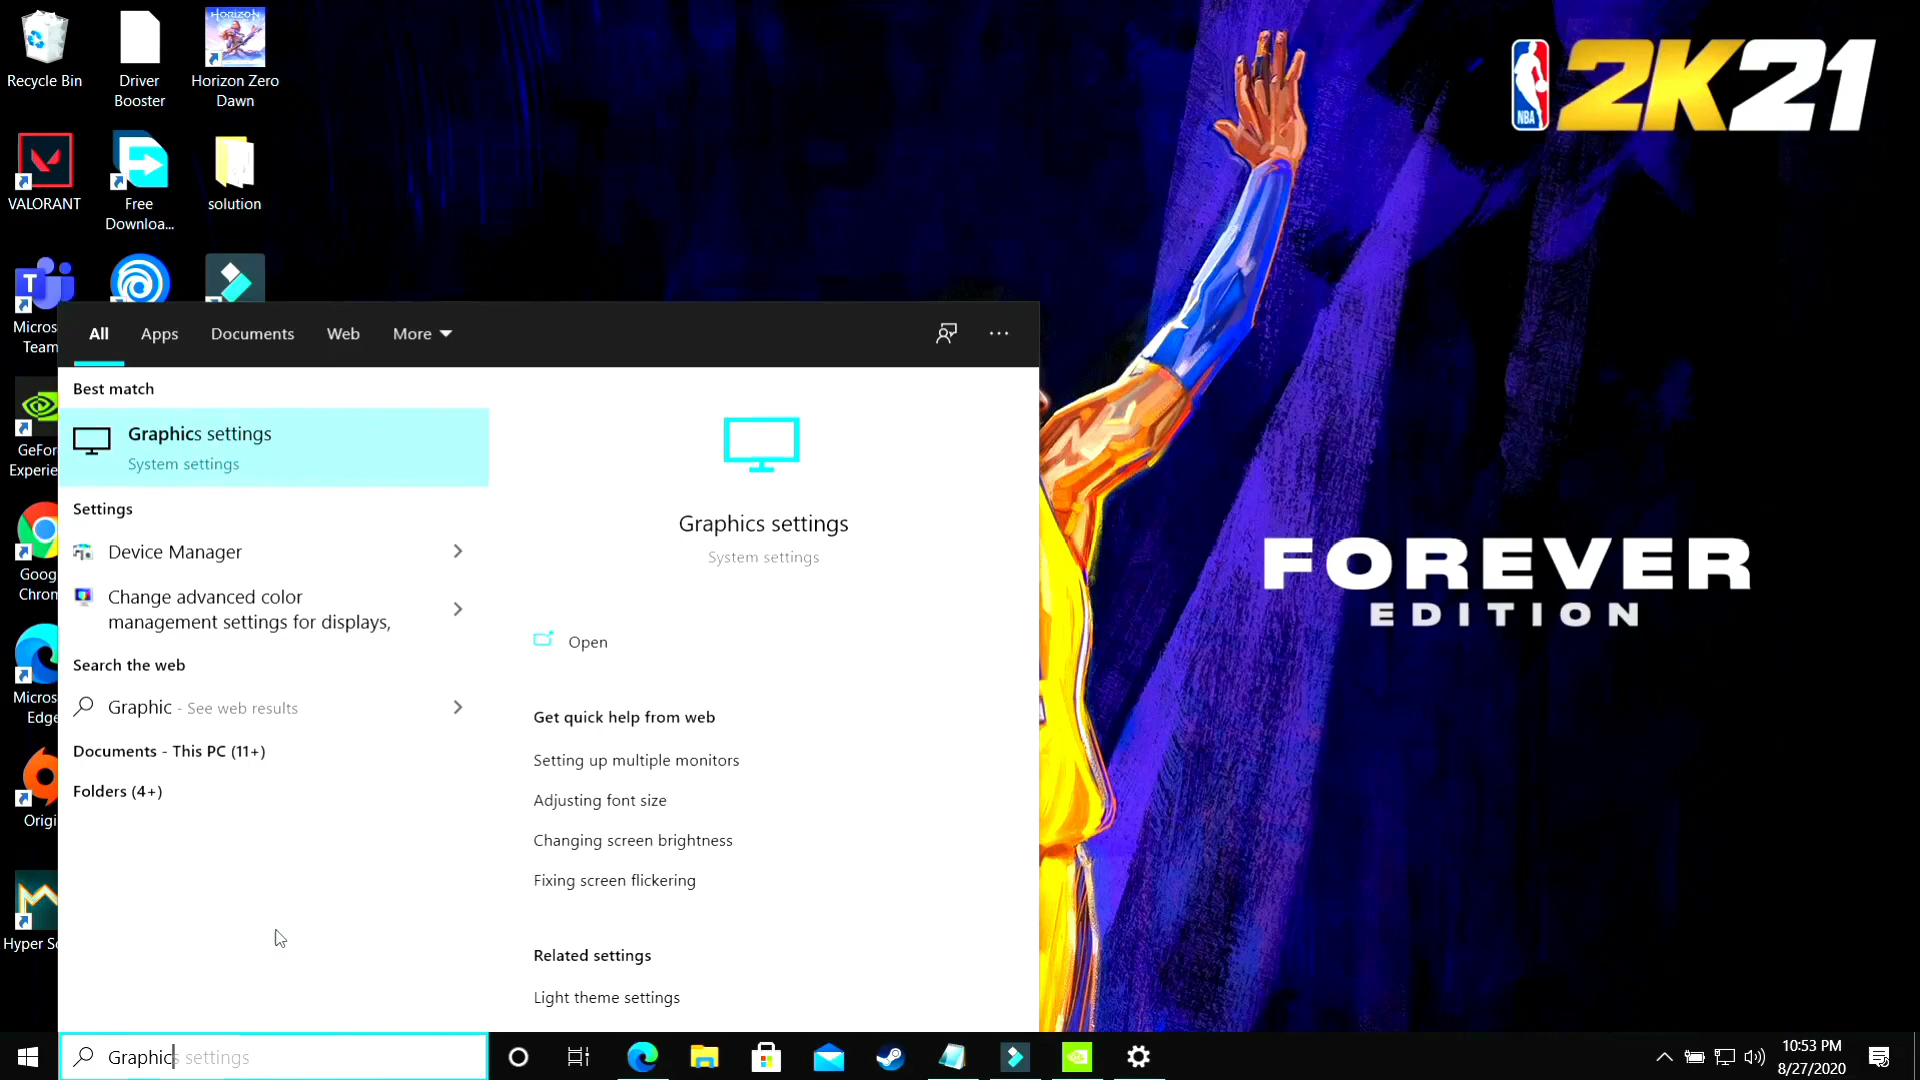 Recycle Bin
Driver
Booster
Horizon Zero
Dawn
HORIZON
VALORANT
Free
Downloa...
solution
T
Micros
Team
GeFor
Experie
Goog
Chrom
Micros
Edge
Origi
Hyper Sc
NBA
2K21
FOREVER
EDITION
All
Apps
Documents
Web
More
Best match
Graphics settings
System settings
Settings
Device Manager
Change advanced color
management settings for displays,
Search the web
Graphic - See web results
Documents - This PC (11+)
Folders (4+)
Graphics settings
System settings
Open
Get quick help from web
Setting up multiple monitors
Adjusting font size
Changing screen brightness
Fixing screen flickering
Related settings
Light theme settings
Graphics settings
10:53 PM
8/27/2020